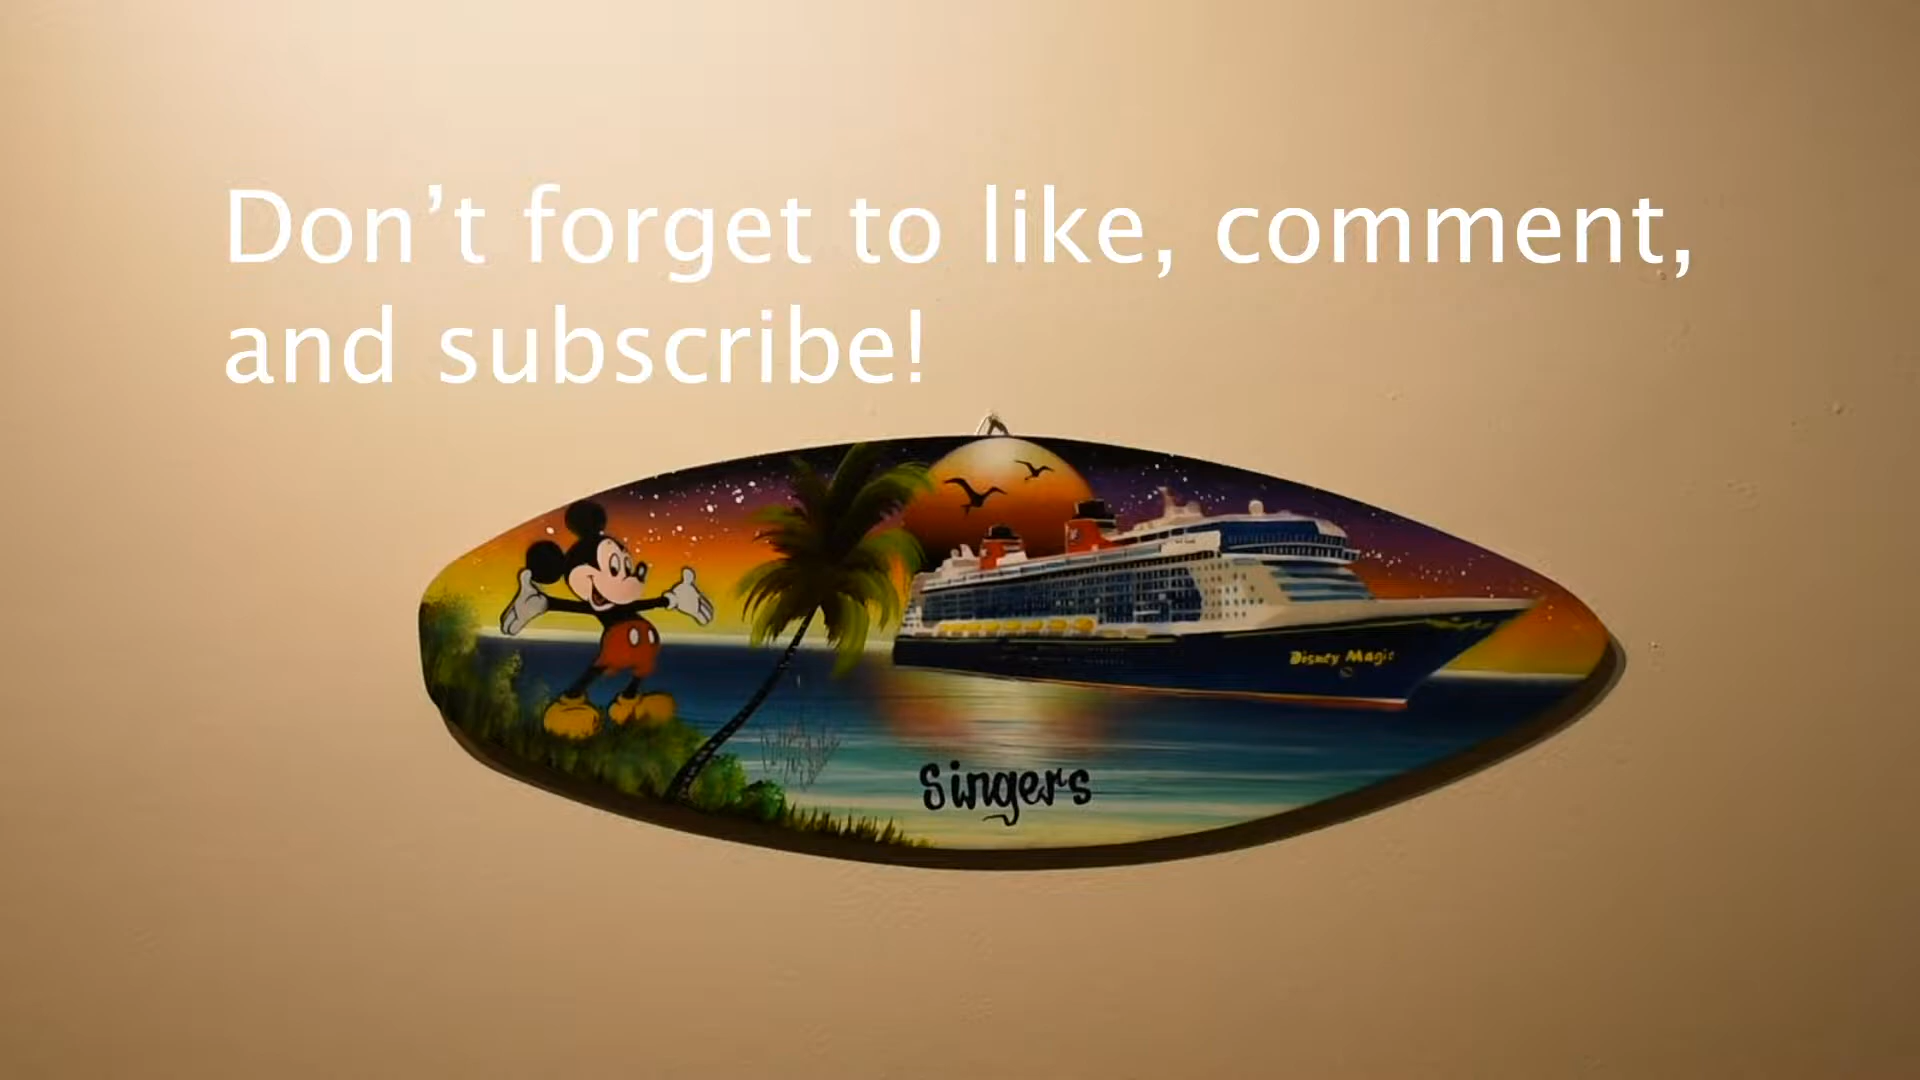 Don’t forget to like, comment,
and subscribe!
Disney Magic
Singers